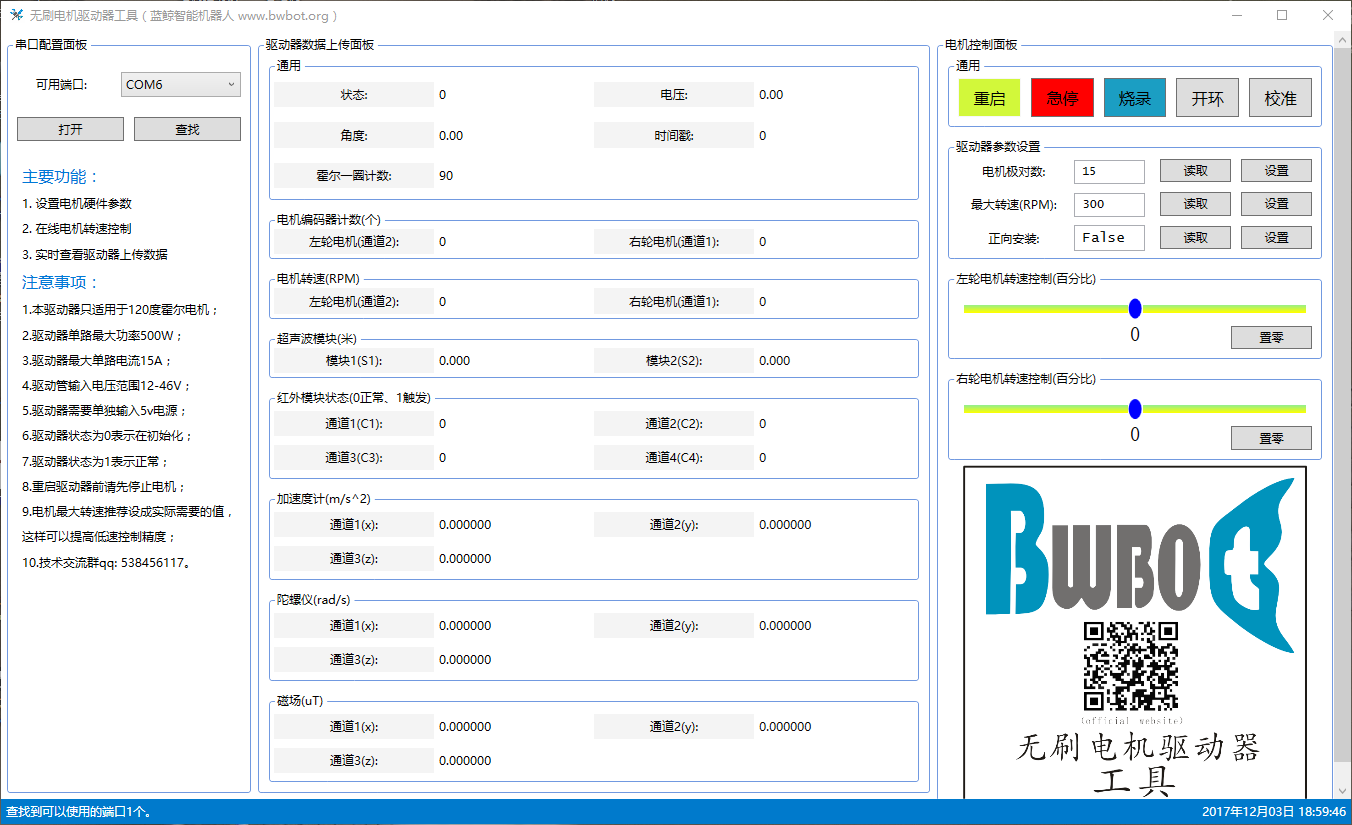 无刷电机驱动器工具（蓝鲸智能机器人 www.bwbot.org）
串口配置面板
可用端口:
COM6
打开
查找
主要功能：
1. 设置电机硬件参数
2. 在线电机转速控制
3. 实时查看驱动器上传数据
注意事项：
1.本驱动器只适用于120度霍尔电机；
2.驱动器单路最大功率500W；
3.驱动器最大单路电流15A；
4.驱动管输入电压范围12-46V；
5.驱动器需要单独输入5v电源；
6.驱动器状态为0表示在初始化；
7.驱动器状态为1表示正常；
8.重启驱动器前请先停止电机；
9.电机最大转速推荐设成实际需要的值，
这样可以提高低速控制精度；
10.技术交流群qq: 538456117。
驱动器数据上传面板
通用
状态: 0 电压: 0.00
角度: 0.00 时间戳: 0
霍尔一圈计数: 90
电机编码器计数(个)
左轮电机(通道2): 0 右轮电机(通道1): 0
电机转速(RPM)
左轮电机(通道2): 0 右轮电机(通道1): 0
超声波模块(米)
模块1(S1): 0.000 模块2(S2): 0.000
红外模块状态(0正常、1触发)
通道1(C1): 0 通道2(C2): 0
通道3(C3): 0 通道4(C4): 0
加速度计(m/s^2)
通道1(x): 0.000000 通道2(y): 0.000000
通道3(z): 0.000000
陀螺仪(rad/s)
通道1(x): 0.000000 通道2(y): 0.000000
通道3(z): 0.000000
磁场(uT)
通道1(x): 0.000000 通道2(y): 0.000000
通道3(z): 0.000000
电机控制面板
通用
重启 急停 烧录 开环 校准
驱动器参数设置
电机极对数: 15 读取 设置
最大转速(RPM): 300 读取 设置
正向安装: False 读取 设置
左轮电机转速控制(百分比)
0
置零
右轮电机转速控制(百分比)
0
置零
BWBOt
(official website)
无刷电机驱动器
工具
查找到可以使用的端口1个。
2017年12月03日 18:59:46